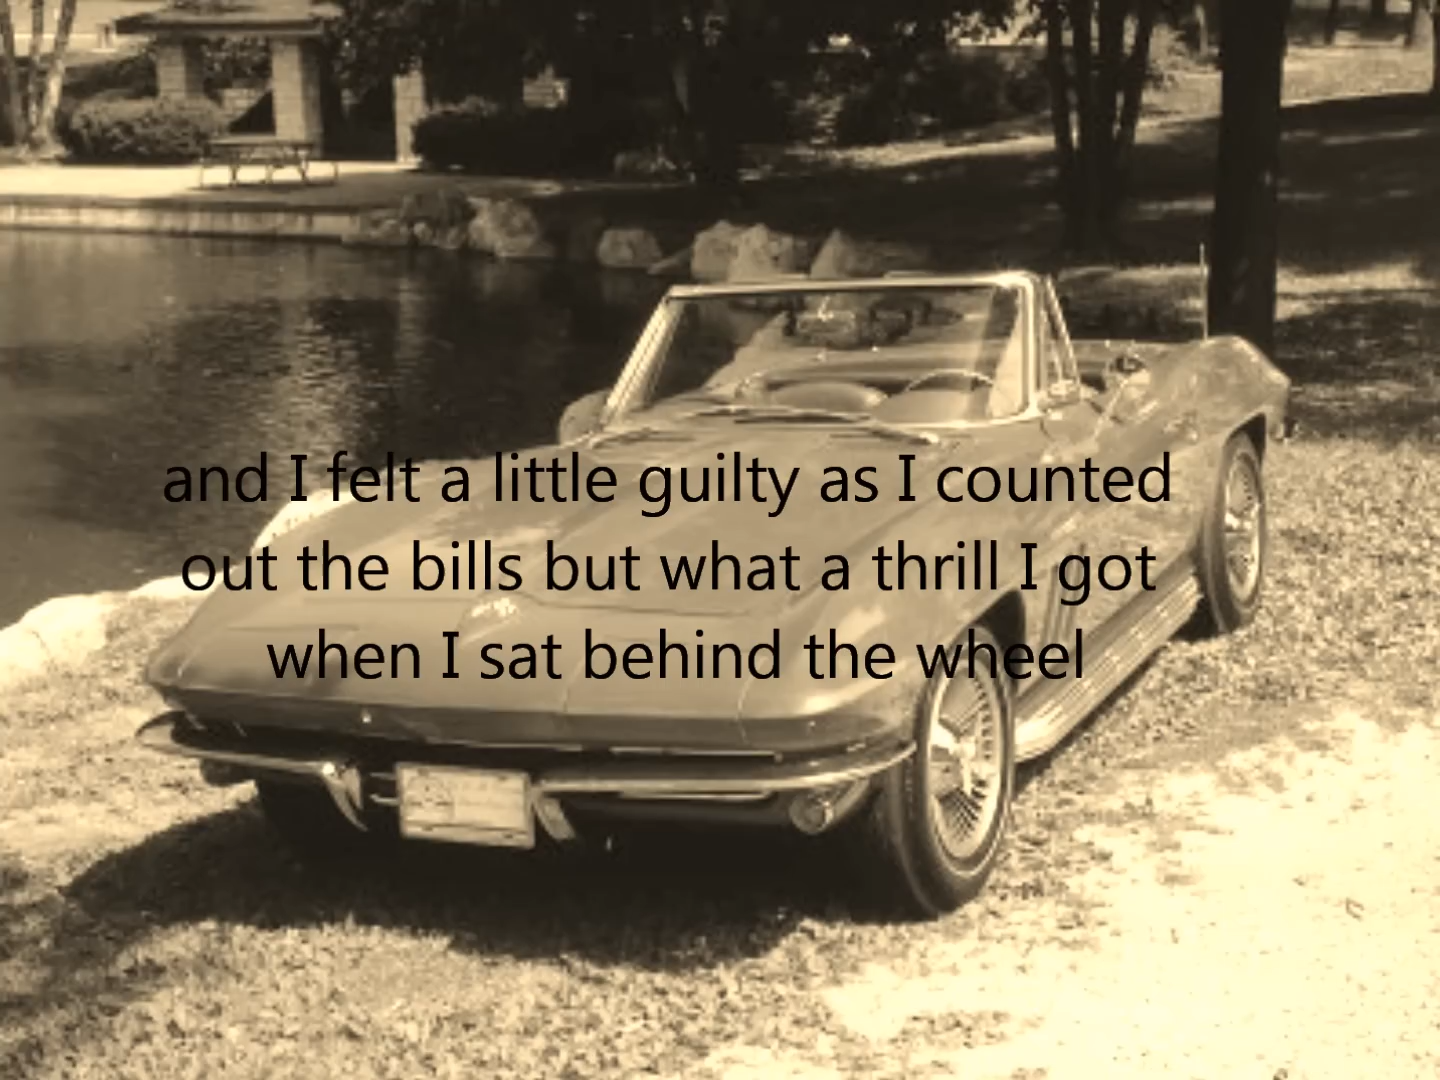 and I felt a little guilty as I counted
out the bills but what a thrill I got
when I sat behind the wheel